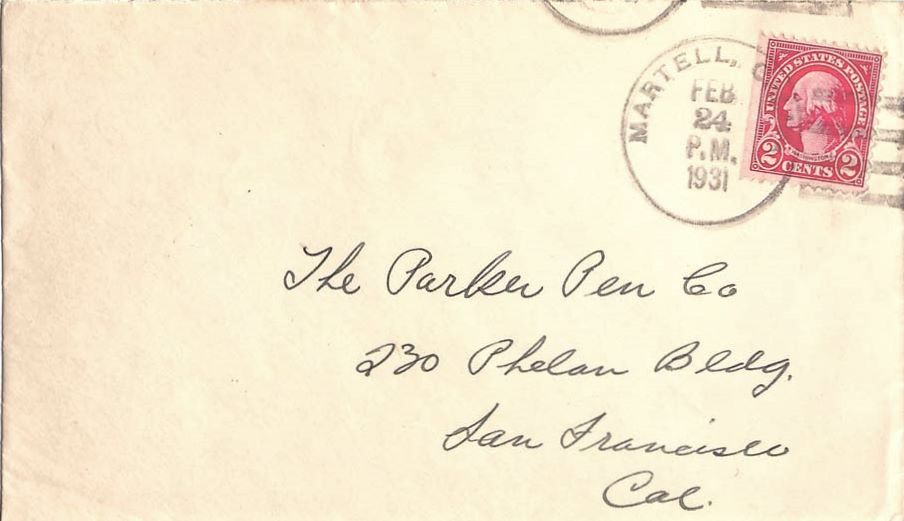 MARTELL, C
FEB
24
P.M.
1931
UNITED STATES POSTAGE
WASHINGTON
2 CENTS 2
The Parker Pen Co
230 Phelan Bldg.
San Francisco
Cal.